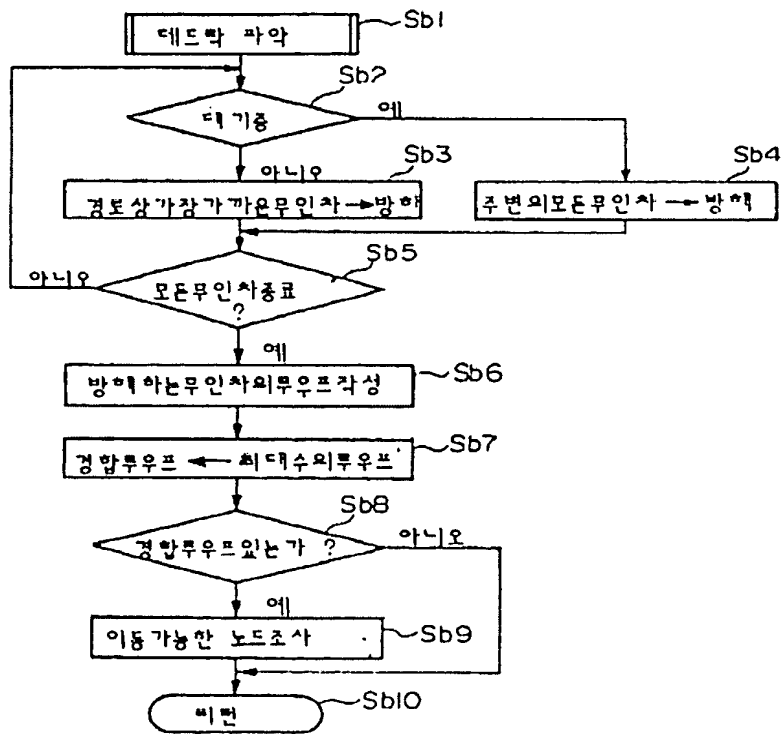 Sb1
데드락 파악
Sb2
대기중
예
아니오
Sb3
경로상가장가까운무인차→방해
Sb4
주변의모든무인차→방해
Sb5
아니오
모든무인차종료
?
예
방해하는무인차의루우프작성
Sb6
경합루우프 ← 최대수의루우프
Sb7
Sb8
경합루우프있는가 ?
아니오
예
이동가능한 노드조사
Sb9
리턴
Sb10